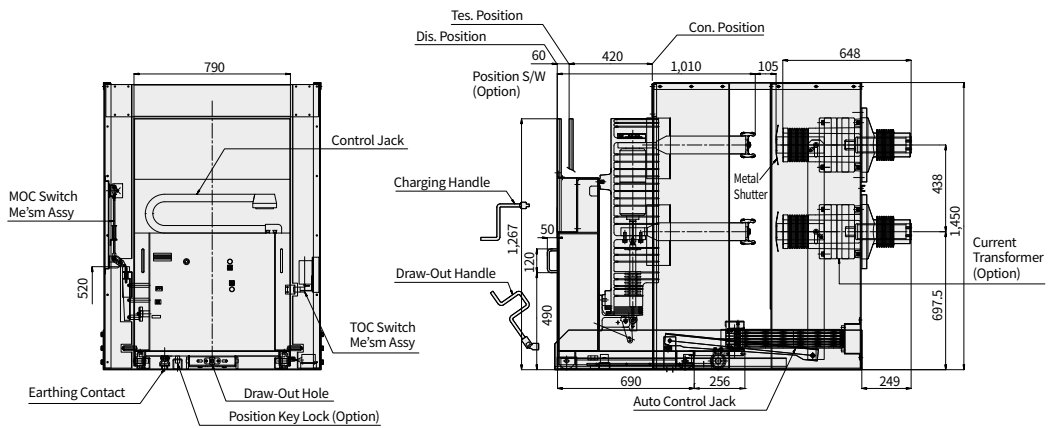 790
Control Jack
MOC Switch
Me'sm Assy
520
TOC Switch
Me'sm Assy
Earthing Contact
Draw-Out Hole
Position Key Lock (Option)
Tes. Position
Dis. Position
Con. Position
60
420
648
1,010
105
Position S/W
(Option)
Metal
Shutter
Charging Handle
438
1,450
50
1,267
120
Current
Transformer
(Option)
Draw-Out Handle
490
697.5
690
256
249
Auto Control Jack